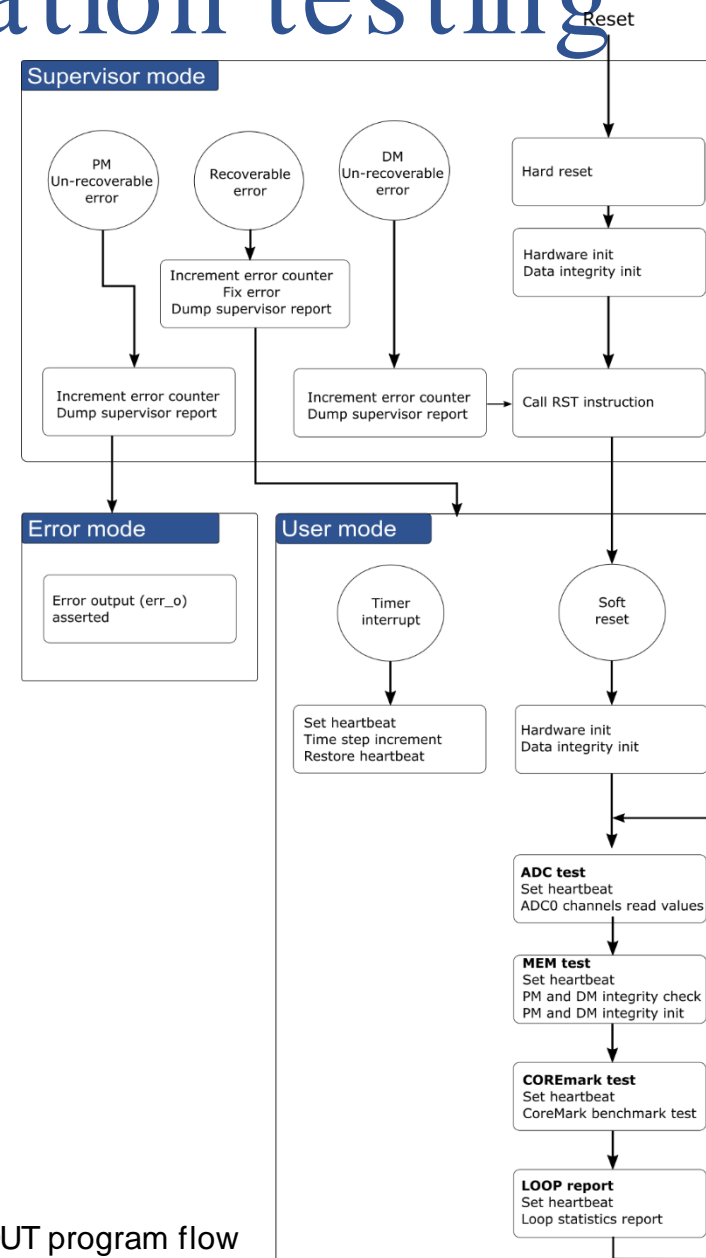 ation testing
Reset
Supervisor mode
PM
Un-recoverable
error
Recoverable
error
DM
Un-recoverable
error
Hard reset
Increment error counter
Fix error
Dump supervisor report
Hardware init
Data integrity init
Increment error counter
Dump supervisor report
Increment error counter
Dump supervisor report
Call RST instruction
Error mode
Error output (err_o)
asserted
User mode
Timer
interrupt
Soft
reset
Set heartbeat
Time step increment
Restore heartbeat
Hardware init
Data integrity init
ADC test
Set heartbeat
ADC0 channels read values
MEM test
Set heartbeat
PM and DM integrity check
PM and DM integrity init
COREmark test
Set heartbeat
CoreMark benchmark test
LOOP report
Set heartbeat
Loop statistics report
UT program flow